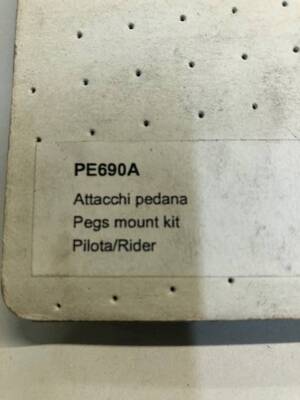 PE690A
Attacchi pedana
Pegs mount kit
Pilota/Rider